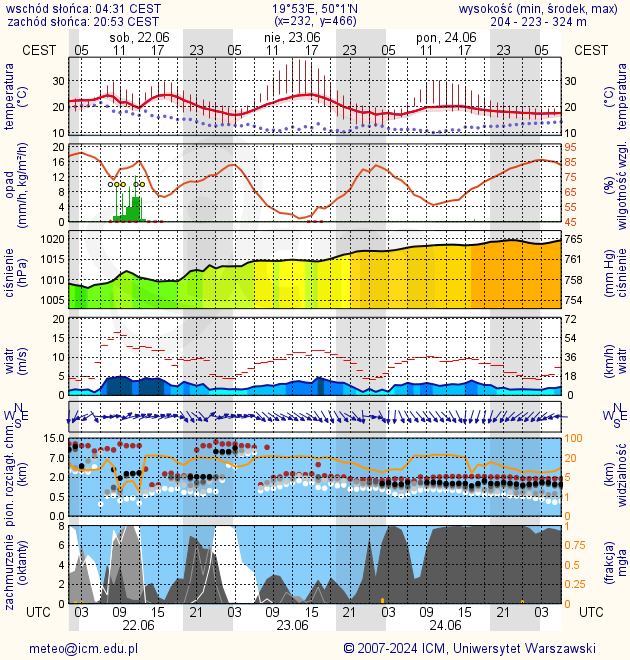 wschód słońca: 04:31 CEST 19°53'E, 50°1'N wysokość (min, środek, max)
zachód słońca: 20:53 CEST (x=232, y=466) 204 - 223 - 324 m
sob, 22.06 nie, 23.06 pon, 24.06
CEST 05 11 17 23 05 11 17 23 05 11 17 23 05 CEST
temperatura (°C) 30 20 10 30 20 10 (°C) temperatura
opad (mm/h, kg/m²/h) 20 16 12 8 4 0 95 85 75 65 55 45 (%) wilgotność wzgl.
ciśnienie (hPa) 1020 1015 1010 1005 765 761 758 754 (mm Hg) ciśnienie
wiatr (m/s) 20 15 10 5 0 72 54 36 18 0 (km/h) wiatr
N W E S N W E S
pion. rozciągł. chm. (km) 15.0 7.0 2.0 0.5 0.0 100 20 5 1 0 (km) widzialność
zachmurzenie (oktanty) 8 6 4 2 0 1 0.75 0.5 0.25 0 (frakcja) mgła
UTC 03 09 15 21 03 09 15 21 03 09 15 21 03 UTC
22.06 23.06 24.06
meteo@icm.edu.pl © 2007-2024 ICM, Uniwersytet Warszawski